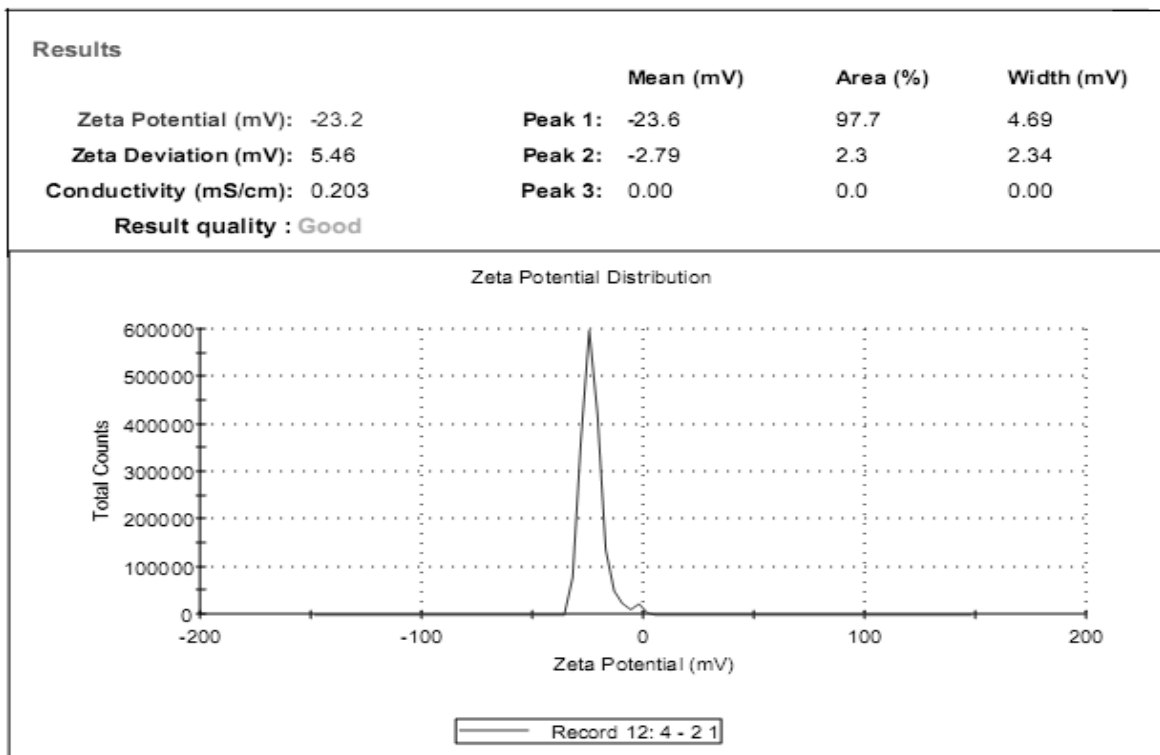 Results
Mean (mV) Area (%) Width (mV)
Zeta Potential (mV): -23.2 Peak 1: -23.6 97.7 4.69
Zeta Deviation (mV): 5.46 Peak 2: -2.79 2.3 2.34
Conductivity (mS/cm): 0.203 Peak 3: 0.00 0.0 0.00
Result quality : Good
Zeta Potential Distribution
Total Counts
600000
500000
400000
300000
200000
100000
0
-200 -100 0 100 200
Zeta Potential (mV)
Record 12: 4 - 2 1